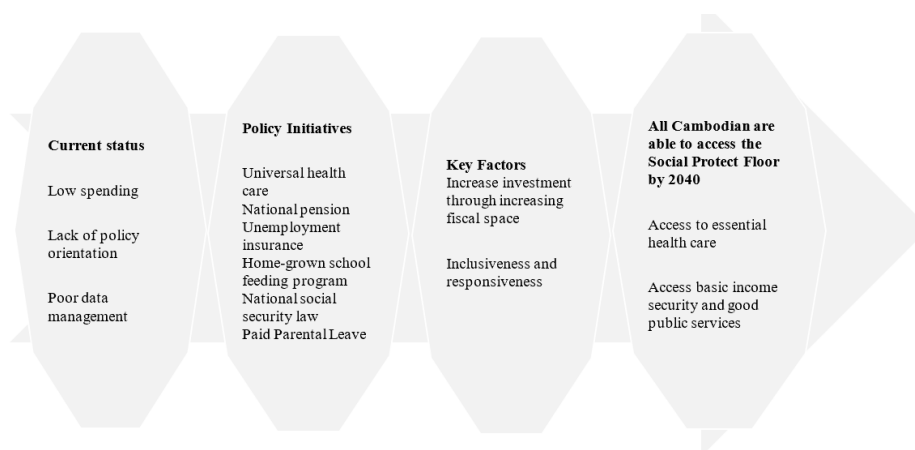 Current status
Low spending
Lack of policy
orientation
Poor data
management
Policy Initiatives
Universal health
care
National pension
Unemployment
insurance
Home-grown school
feeding program
National social
security law
Paid Parental Leave
Key Factors
Increase investment
through increasing
fiscal space
Inclusiveness and
responsiveness
All Cambodian are
able to access the
Social Protect Floor
by 2040
Access to essential
health care
Access basic income
security and good
public services